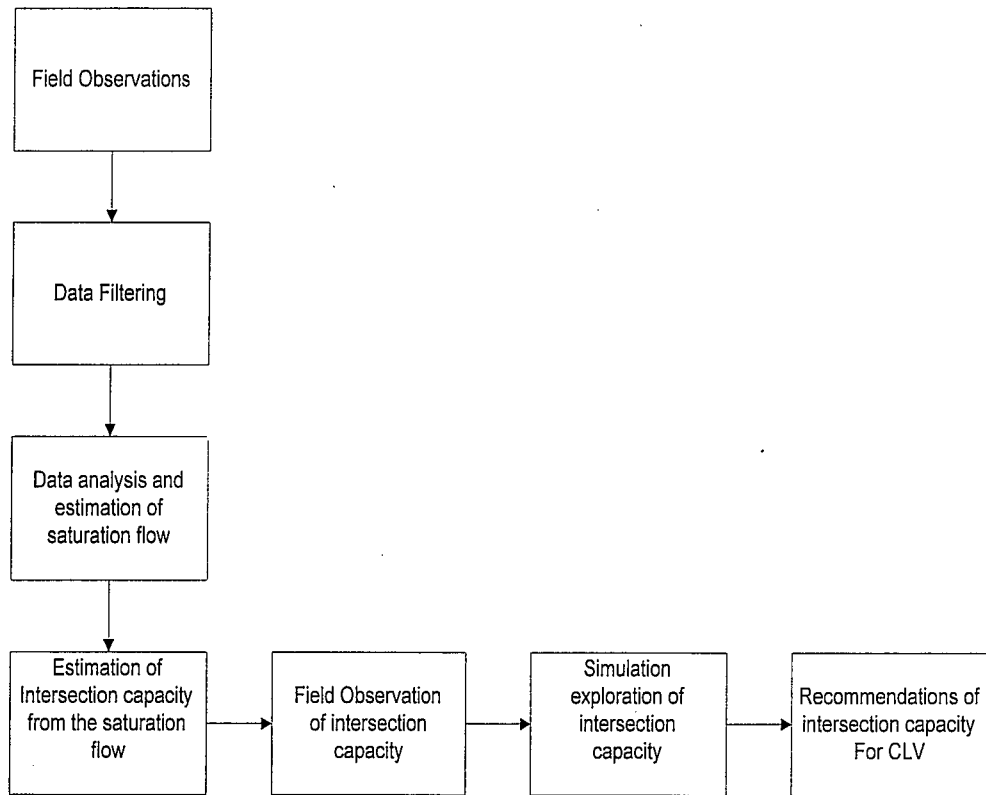 Field Observations
Data Filtering
Data analysis and
estimation of
saturation flow
Estimation of
Intersection capacity
from the saturation
flow
Field Observation
of intersection
capacity
Simulation
exploration of
intersection
capacity
Recommendations of
intersection capacity
For CLV